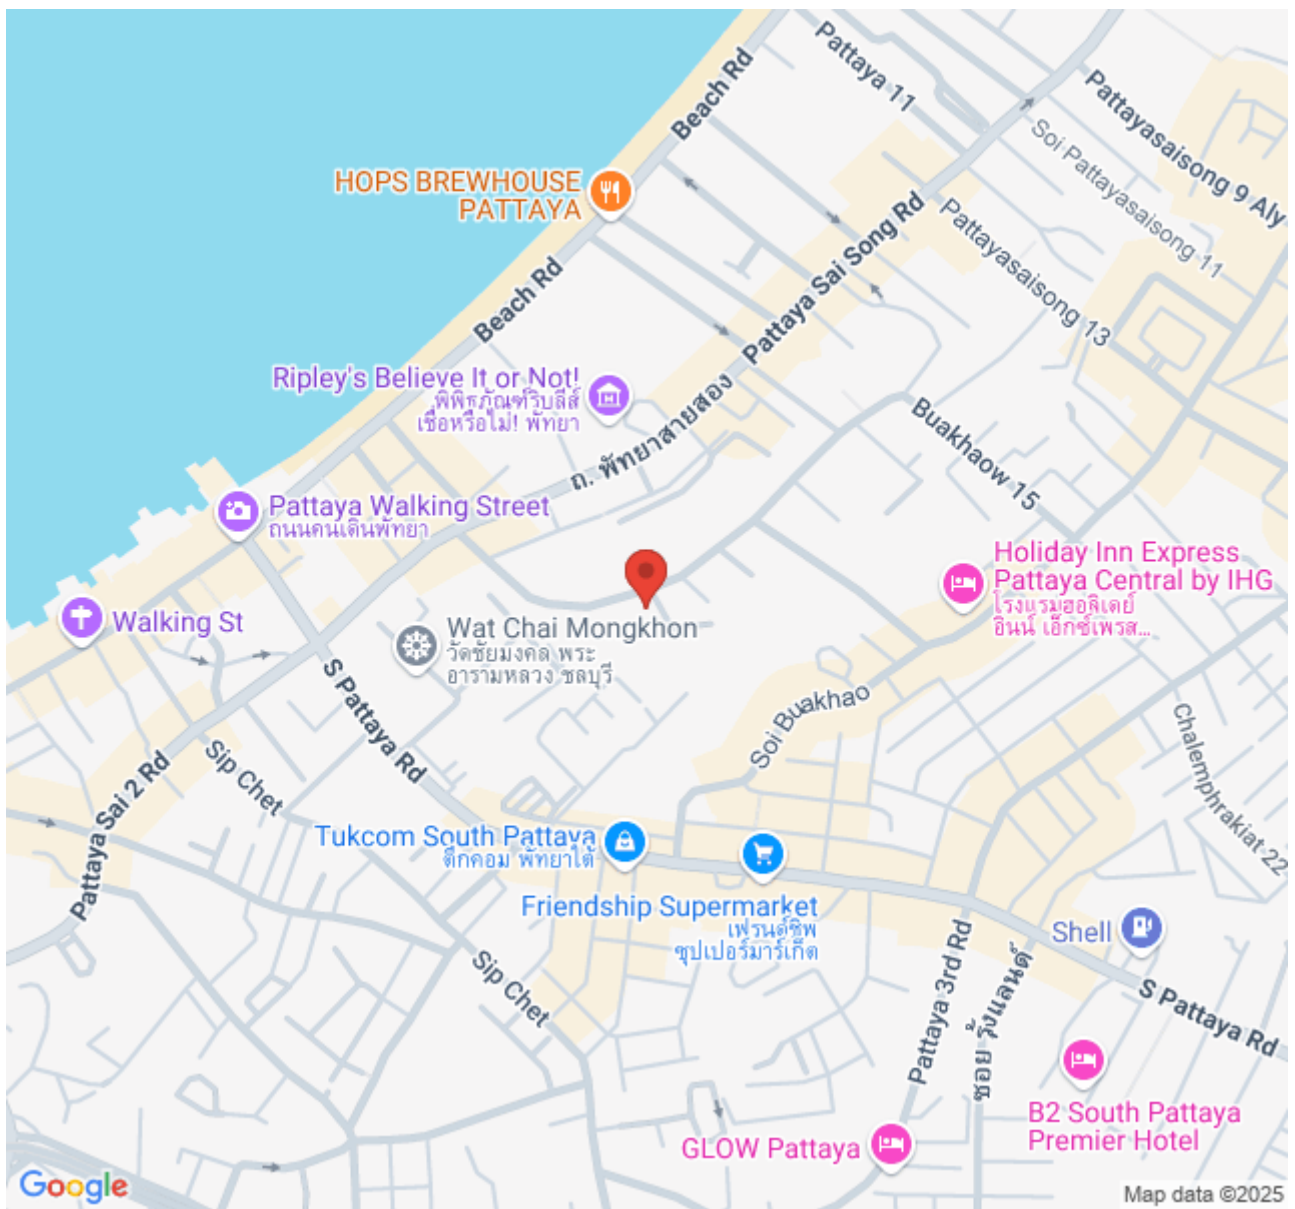 Pattaya 11
Beach Rd
Pattayasaisong 9 Aly
Soi Pattayasaisong 11
HOPS BREWHOUSE
PATTAYA
Pattaya Sai Song Rd
Pattayasaisong 13
Beach Rd
Ripley's Believe It or Not!
พิพิธภัณฑ์ริบลีส์
เชื่อหรือไม่! พัทยา
ถ. พัทยาสายสอง
Buakhaow 15
Pattaya Walking Street
ถนนคนเดินพัทยา
Holiday Inn Express
Pattaya Central by IHG
โรงแรมฮอลิเดย์
อินน์ เอ็กซ์เพรส...
Walking St
Wat Chai Mongkhon
วัดชัยมงคล พระ
อารามหลวง ชลบุรี
S Pattaya Rd
Soi Buakhao
Chalemphrakiat 22
Sip Chet
Pattaya Sai 2 Rd
Tukcom South Pattaya
ตึกคอม พัทยาใต้
Friendship Supermarket
เฟรนด์ชิพ
ซุปเปอร์มาร์เก็ต
Shell
Sip Chet
Pattaya 3rd Rd
ซอย รุ้งแลนด์
S Pattaya Rd
B2 South Pattaya
Premier Hotel
GLOW Pattaya
Google
Map data ©2025